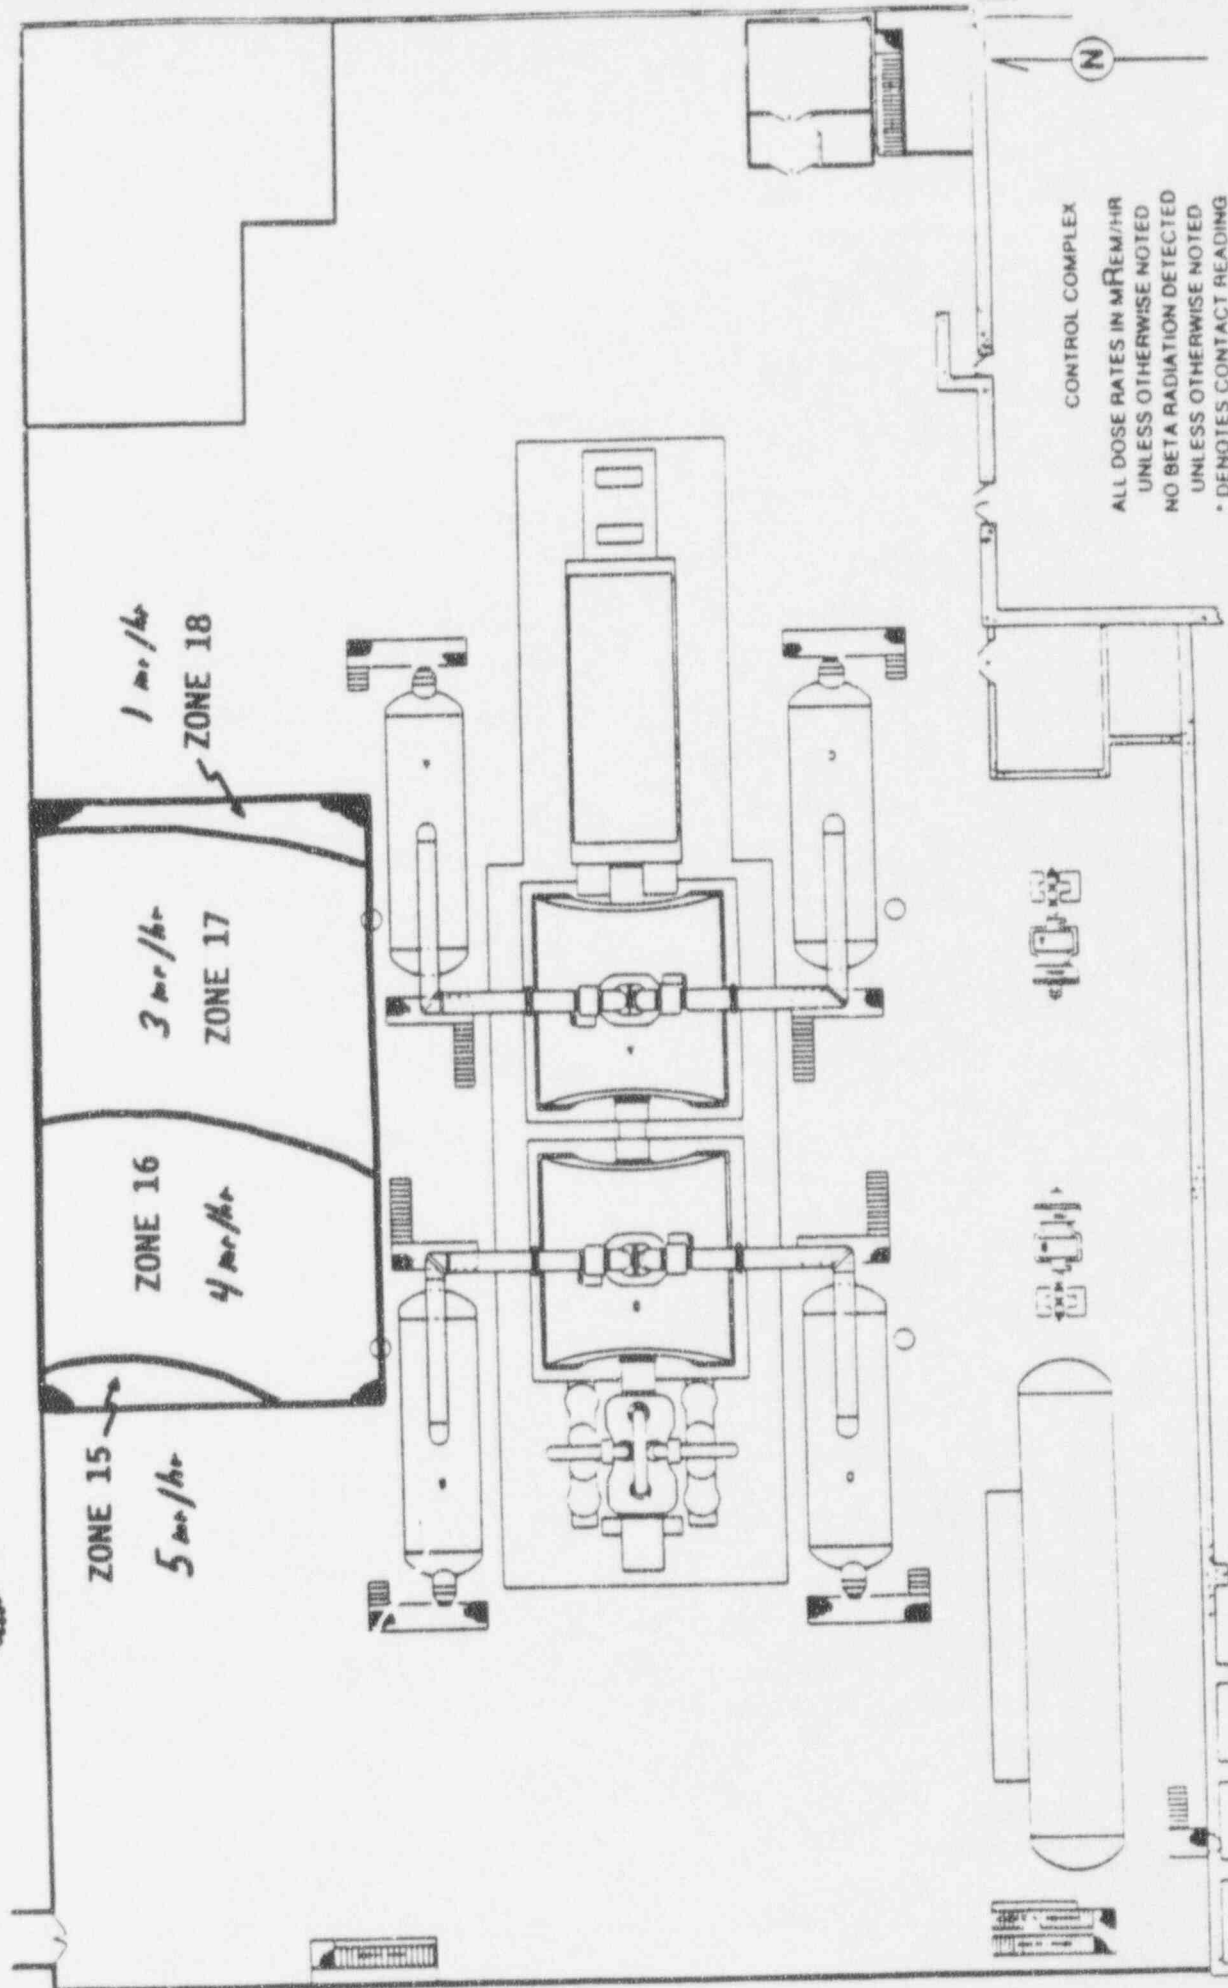 ZONE 15
5 mr/hr
ZONE 16
4 mr/hr
3 mr/hr
ZONE 17
1 mr/hr
ZONE 18
N
CONTROL COMPLEX
ALL DOSE RATES IN MREM/HR
UNLESS OTHERWISE NOTED
NO BETA RADIATION DETECTED
UNLESS OTHERWISE NOTED
* DENOTES CONTACT READING